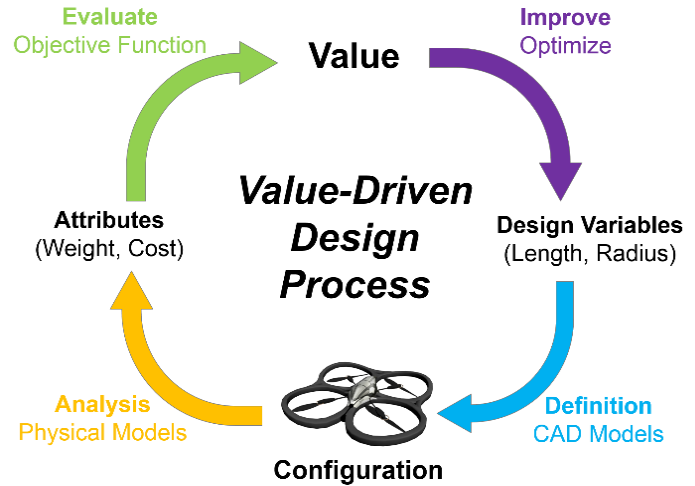 Evaluate
Objective Function
Value
Improve
Optimize
Value-Driven
Design
Process
Attributes
(Weight, Cost)
Design Variables
(Length, Radius)
Analysis
Physical Models
Definition
CAD Models
Configuration